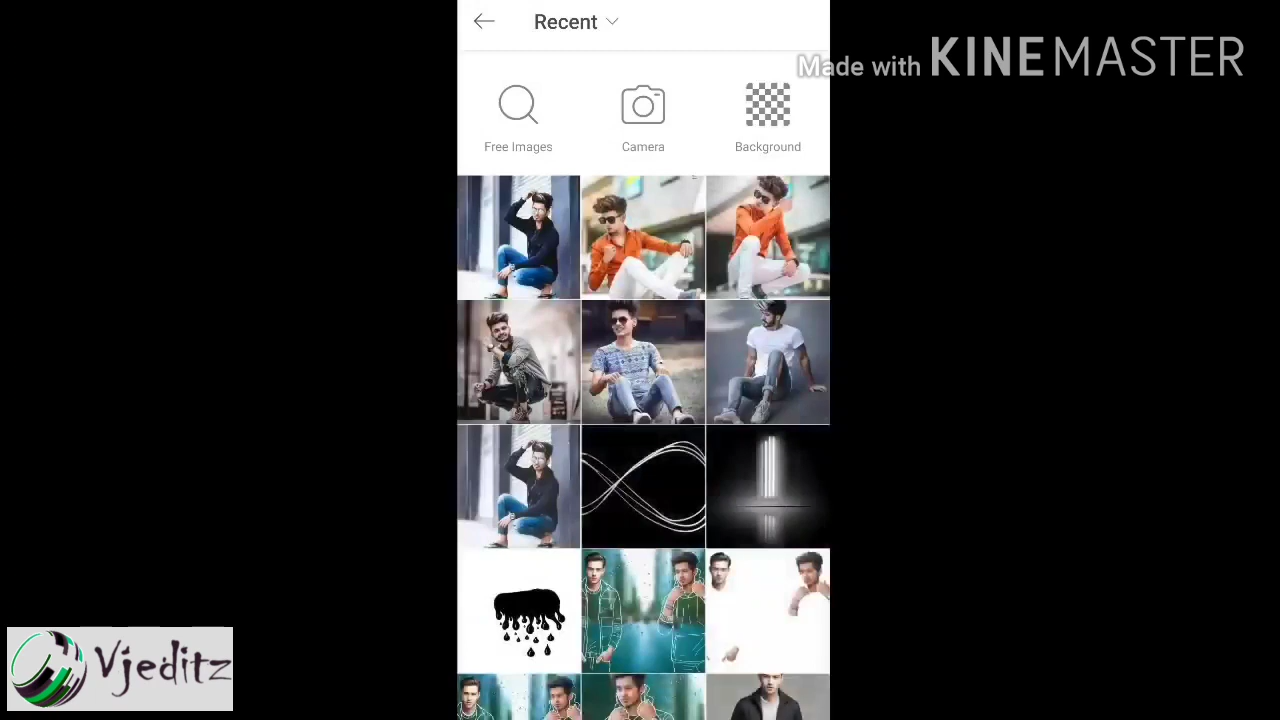 Recent
Made with KINEMASTER
Free Images
Camera
Background
Vjeditz